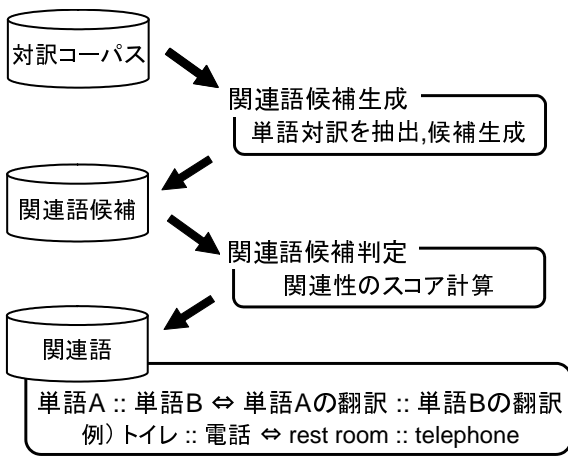 対訳コーパス
関連語候補生成
単語対訳を抽出,候補生成
関連語候補
関連語候補判定
関連性のスコア計算
関連語
単語A :: 単語B ⇔ 単語Aの翻訳 :: 単語Bの翻訳
例）トイレ :: 電話 ⇔ rest room :: telephone